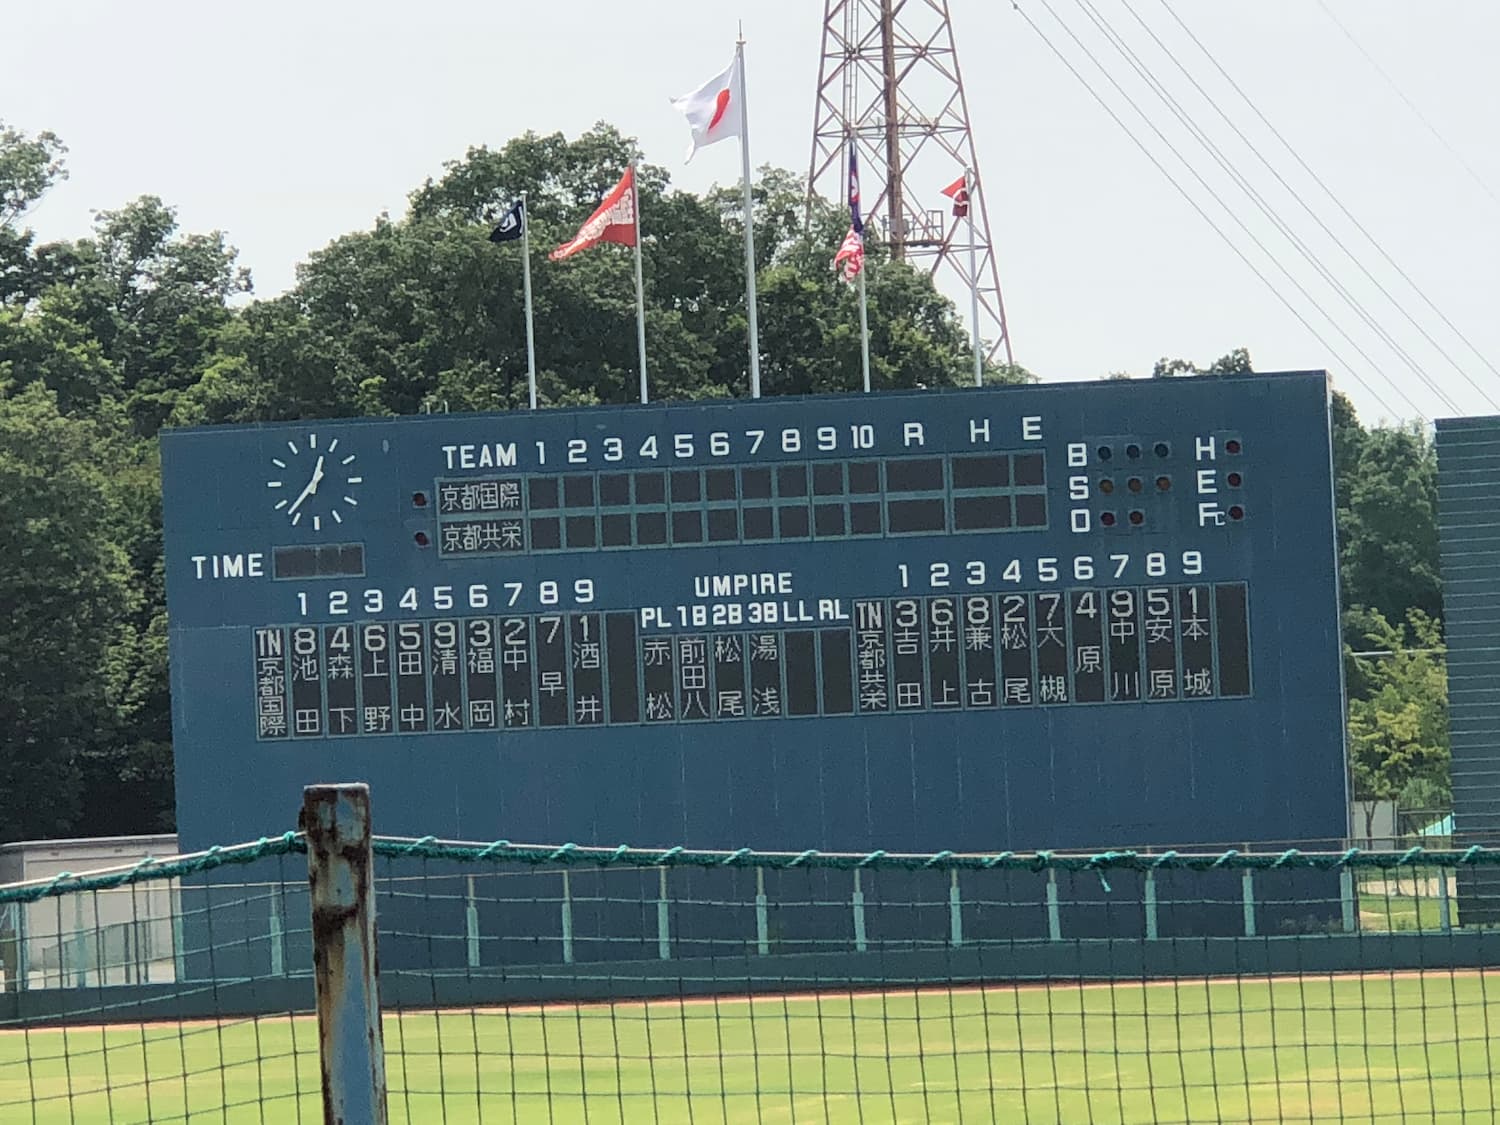 TEAM 1 2 3 4 5 6 7 8 9 10 R H E
京都国際
京都共栄
B
S
O
H
E
Fc
TIME
1 2 3 4 5 6 7 8 9
IN 8 4 6 5 9 3 2 7 1
京都国際 池田 森下 上野 田中 清水 福岡 中村 早 酒井
UMPIRE
PL 1B 2B 3B LL RL
赤松 前田八 松尾 湯浅
1 2 3 4 5 6 7 8 9
IN 3 6 8 2 7 4 9 5 1
京都共栄 吉田 井上 兼古 松尾 大槻 原 中川 安原 本城